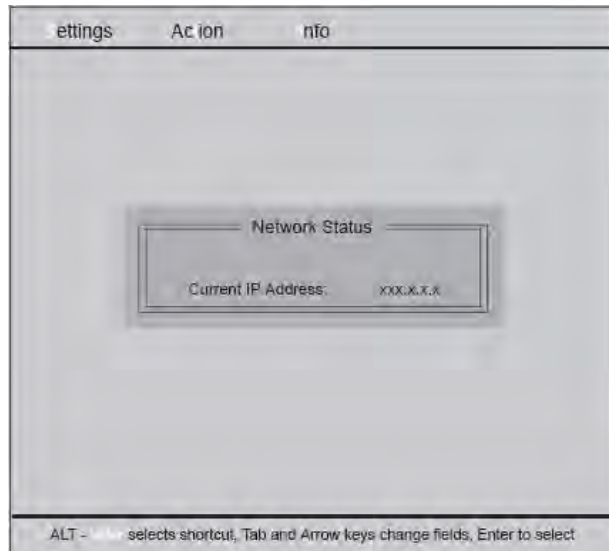 ettings Ac ion nfo
Network Status
Current IP Address: xxx.x.x.x
ALT - selects shortcut, Tab and Arrow keys change fields, Enter to select